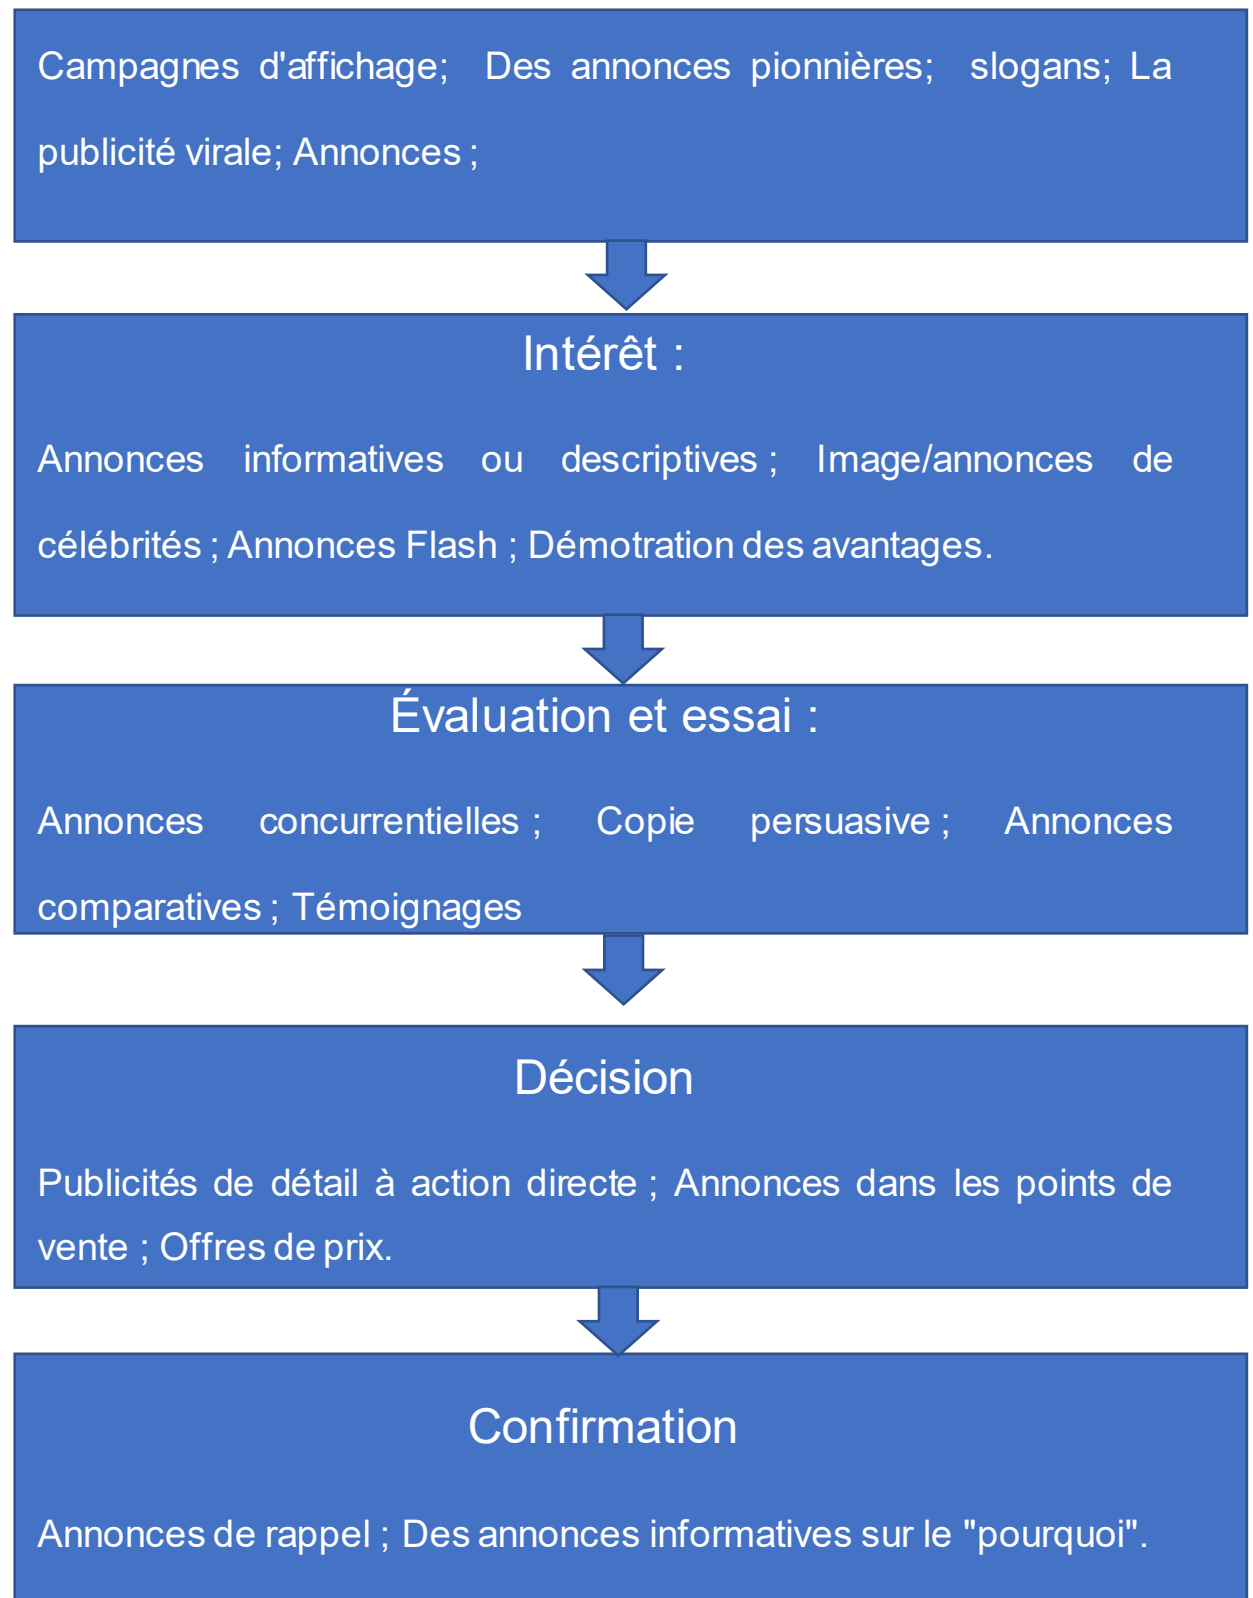 Campagnes d'affichage; Des annonces pionnières; slogans; La
publicité virale; Annonces ;
Intérêt :
Annonces informatives ou descriptives ; Image/annonces de
célébrités ; Annonces Flash ; Démotration des avantages.
Évaluation et essai :
Annonces concurrentielles ; Copie persuasive ; Annonces
comparatives ; Témoignages
Décision
Publicités de détail à action directe ; Annonces dans les points de
vente ; Offres de prix.
Confirmation
Annonces de rappel ; Des annonces informatives sur le "pourquoi".